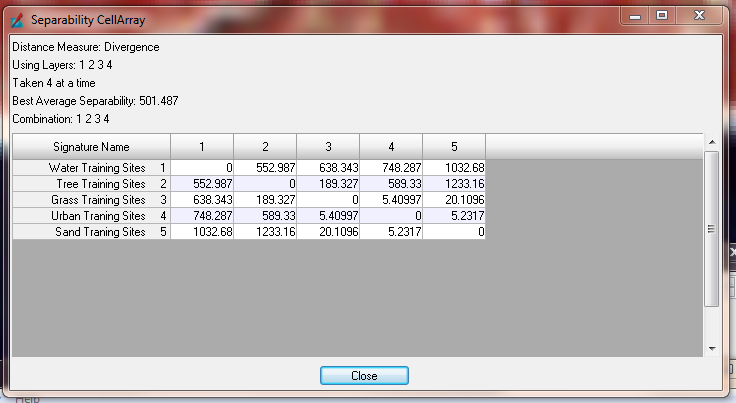 Separability CellArray
Distance Measure: Divergence
Using Layers: 1 2 3 4
Taken 4 at a time
Best Average Separability: 501.487
Combination: 1 2 3 4
Signature Name 1 2 3 4 5
Water Training Sites 1 0 552.987 638.343 748.287 1032.68
Tree Training Sites 2 552.987 0 189.327 589.33 1233.16
Grass Training Sites 3 638.343 189.327 0 5.40997 20.1096
Urban Traning Sites 4 748.287 589.33 5.40997 0 5.2317
Sand Traning Sites 5 1032.68 1233.16 20.1096 5.2317 0
Close
Help